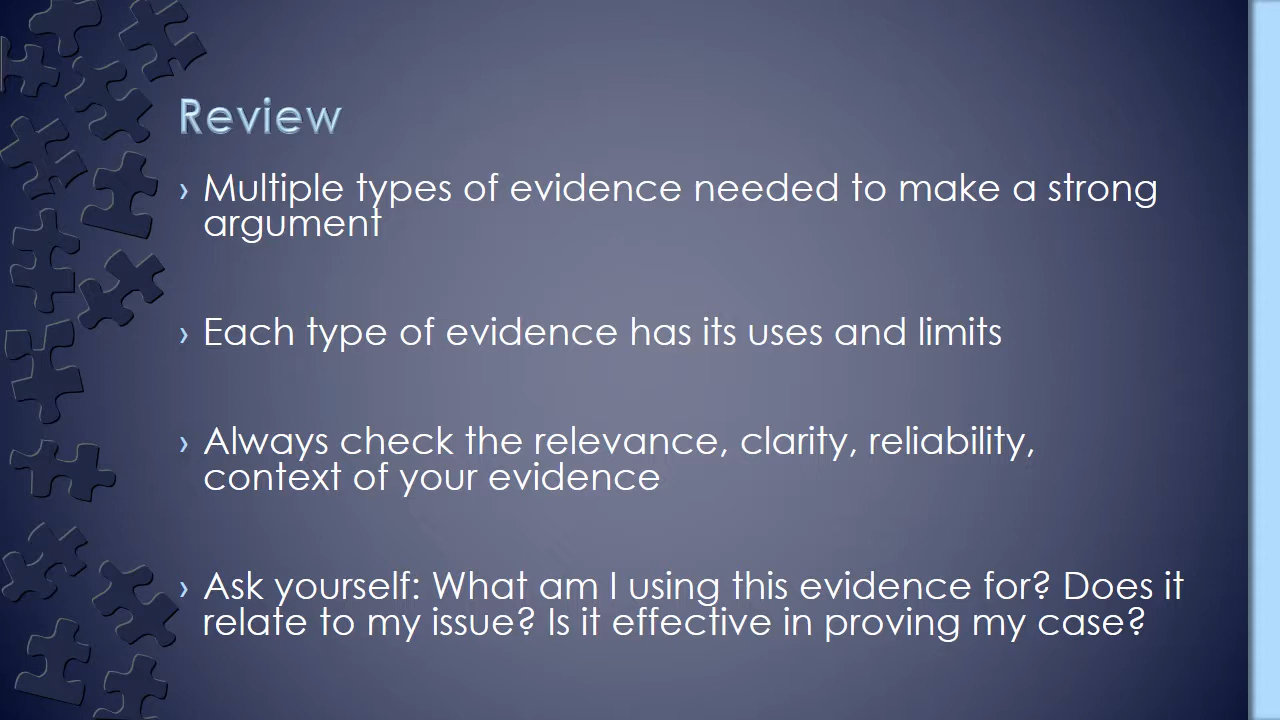 Review
› Multiple types of evidence needed to make a strong
argument
› Each type of evidence has its uses and limits
› Always check the relevance, clarity, reliability,
context of your evidence
› Ask yourself: What am I using this evidence for? Does it
relate to my issue? Is it effective in proving my case?